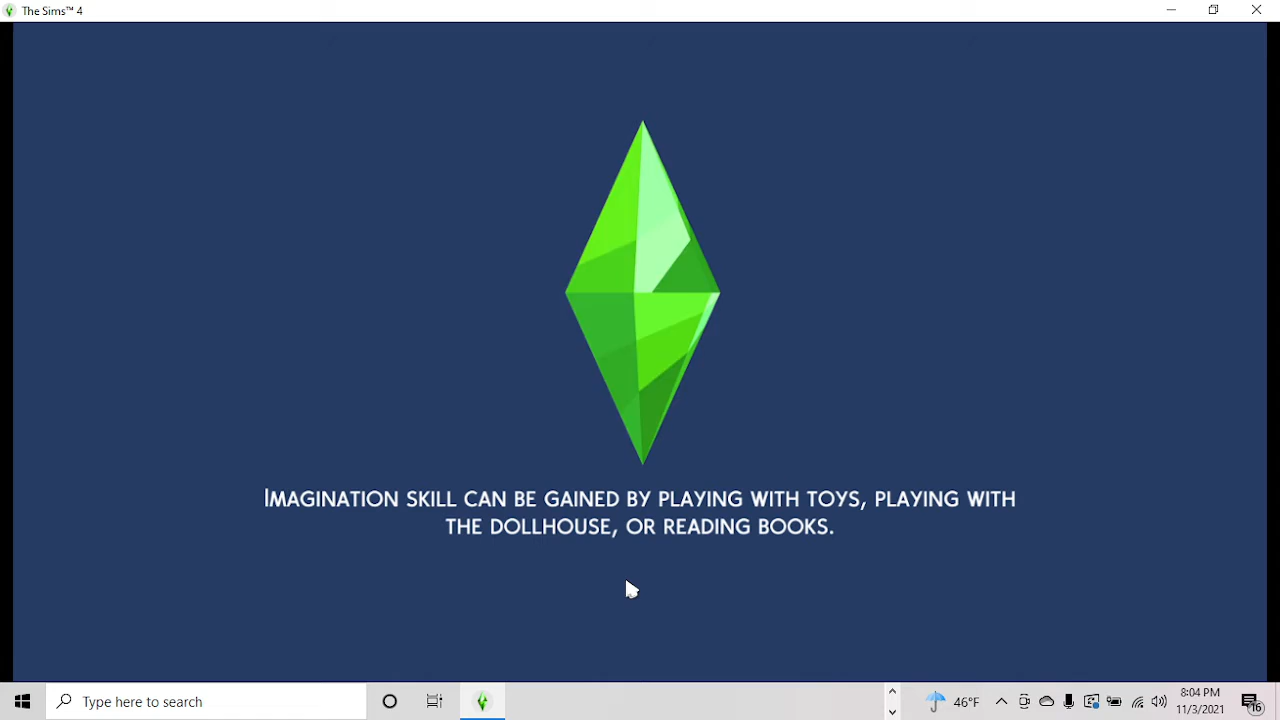 The Sims™ 4
IMAGINATION SKILL CAN BE GAINED BY PLAYING WITH TOYS, PLAYING WITH
THE DOLLHOUSE, OR READING BOOKS.
Type here to search
46°F
8:04 PM
11/3/2021
16